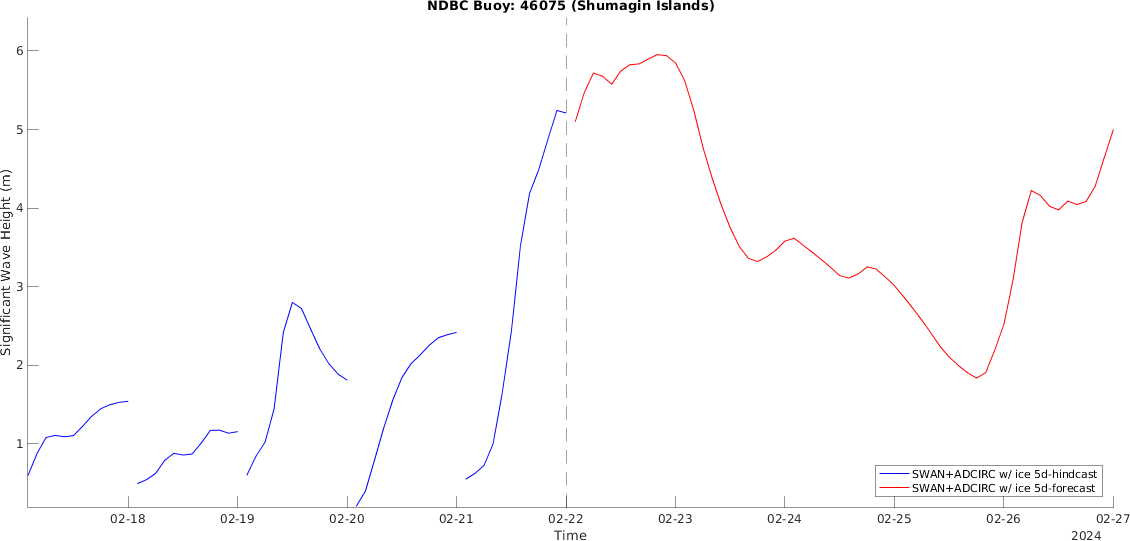 NDBC Buoy: 46075 (Shumagin Islands)
Significant Wave Height (m)
6
5
4
3
2
1
SWAN+ADCIRC w/ ice 5d-hindcast
SWAN+ADCIRC w/ ice 5d-forecast
02-18 02-19 02-20 02-21 02-22 02-23 02-24 02-25 02-26 02-27
Time
2024